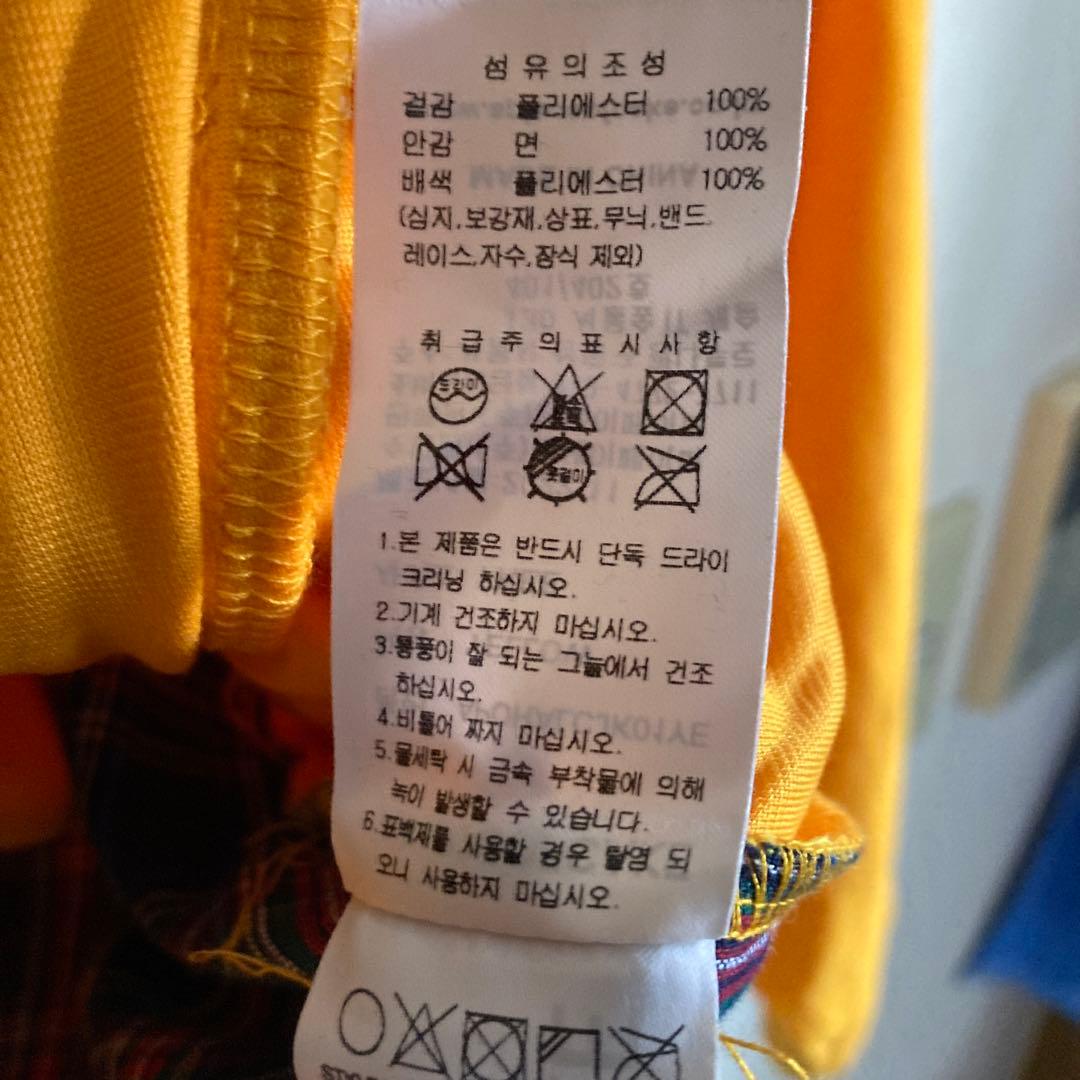 섬유의조성
겉감 폴리에스터 100%
안감 면 100%
배색 폴리에스터 100%
(심지,보강재,상표,무늬,밴드,
레이스,자수,장식 제외)
취급주의표시사항
드라이
옷걸이
1.본 제품은 반드시 단독 드라이
크리닝 하십시오.
2.기계 건조하지 마십시오.
3.통풍이 잘 되는 그늘에서 건조
하십시오.
4.비틀어 짜지 마십시오.
5.물세탁 시 금속 부착물에 의해
녹이 발생할 수 있습니다.
6.표백제를 사용할 경우 탈염 되
오니 사용하지 마십시오.